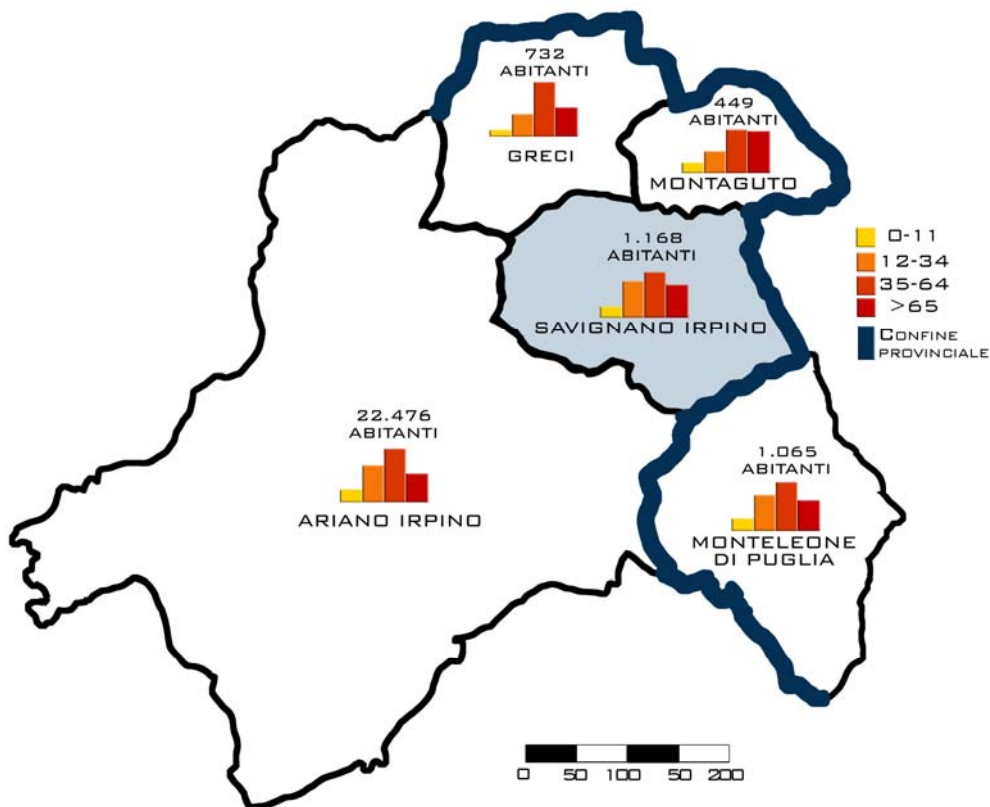 732
ABITANTI
GRECI
449
ABITANTI
MONTAGUTO
1.168
ABITANTI
SAVIGNANO IRPINO
0-11
12-34
35-64
>65
CONFINE
PROVINCIALE
22.476
ABITANTI
ARIANO IRPINO
1.065
ABITANTI
MONTELEONE
DI PUGLIA
0 50 100 50 200